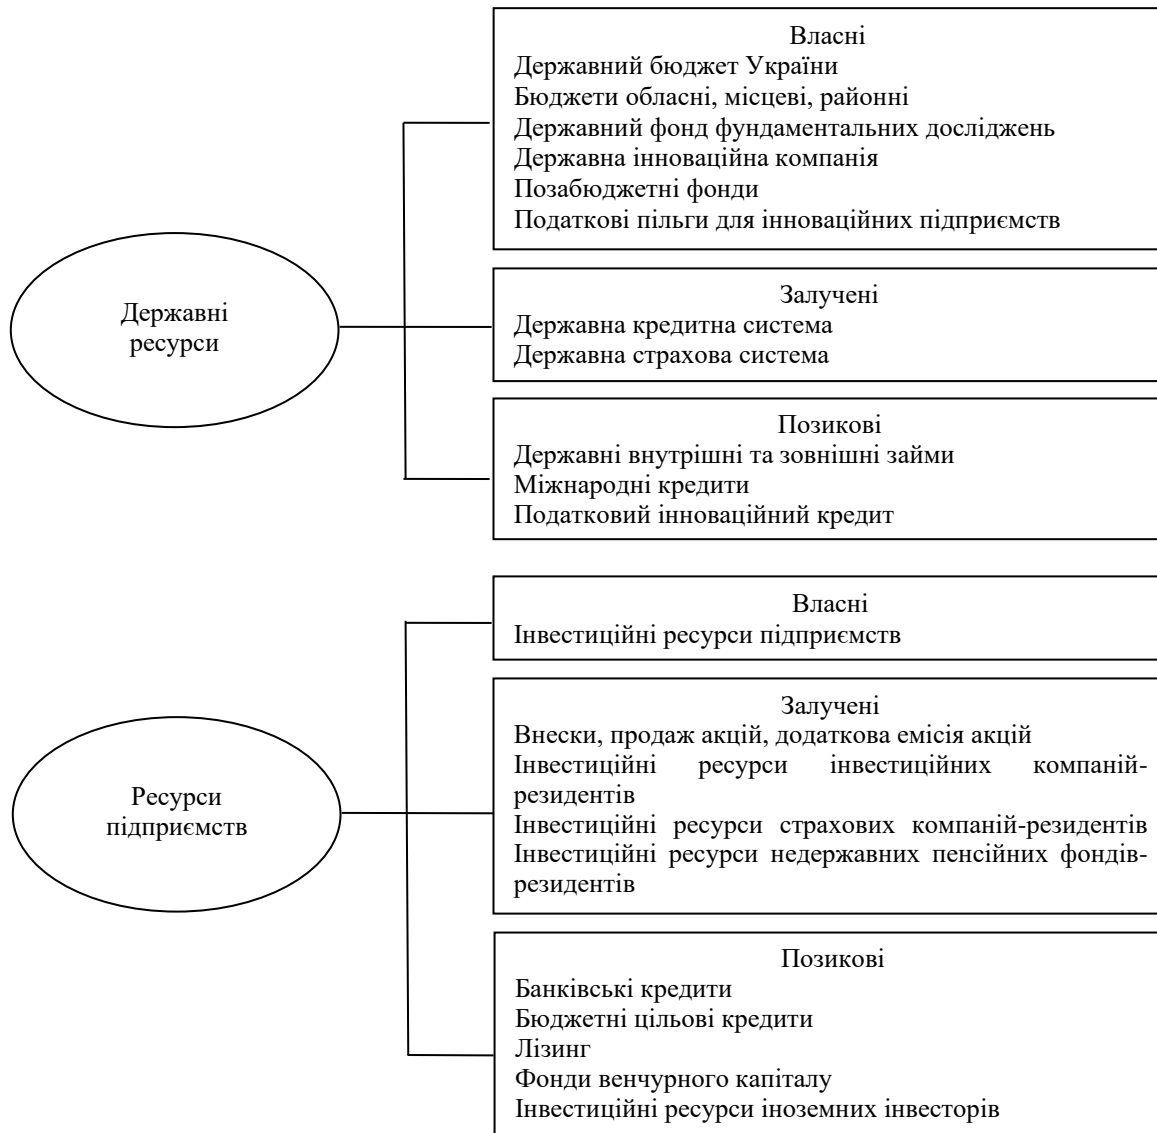 Власні
Державний бюджет України
Бюджети обласні, місцеві, районні
Державний фонд фундаментальних досліджень
Державна інноваційна компанія
Позабюджетні фонди
Податкові пільги для інноваційних підприємств
Державні
ресурси
Залучені
Державна кредитна система
Державна страхова система
Позикові
Державні внутрішні та зовнішні займи
Міжнародні кредити
Податковий інноваційний кредит
Власні
Інвестиційні ресурси підприємств
Ресурси
підприємств
Залучені
Внески, продаж акцій, додаткова емісія акцій
Інвестиційні ресурси інвестиційних компаній-
резидентів
Інвестиційні ресурси страхових компаній-резидентів
Інвестиційні ресурси недержавних пенсійних фондів-
резидентів
Позикові
Банківські кредити
Бюджетні цільові кредити
Лізинг
Фонди венчурного капіталу
Інвестиційні ресурси іноземних інвесторів